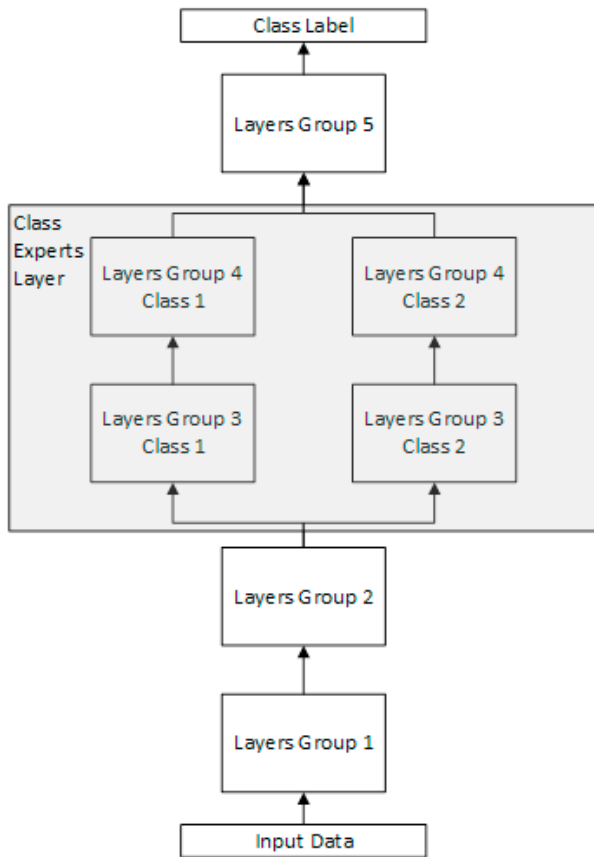 Class Label
Layers Group 5
Class
Experts
Layer
Layers Group 4
Class 1
Layers Group 4
Class 2
Layers Group 3
Class 1
Layers Group 3
Class 2
Layers Group 2
Layers Group 1
Input Data